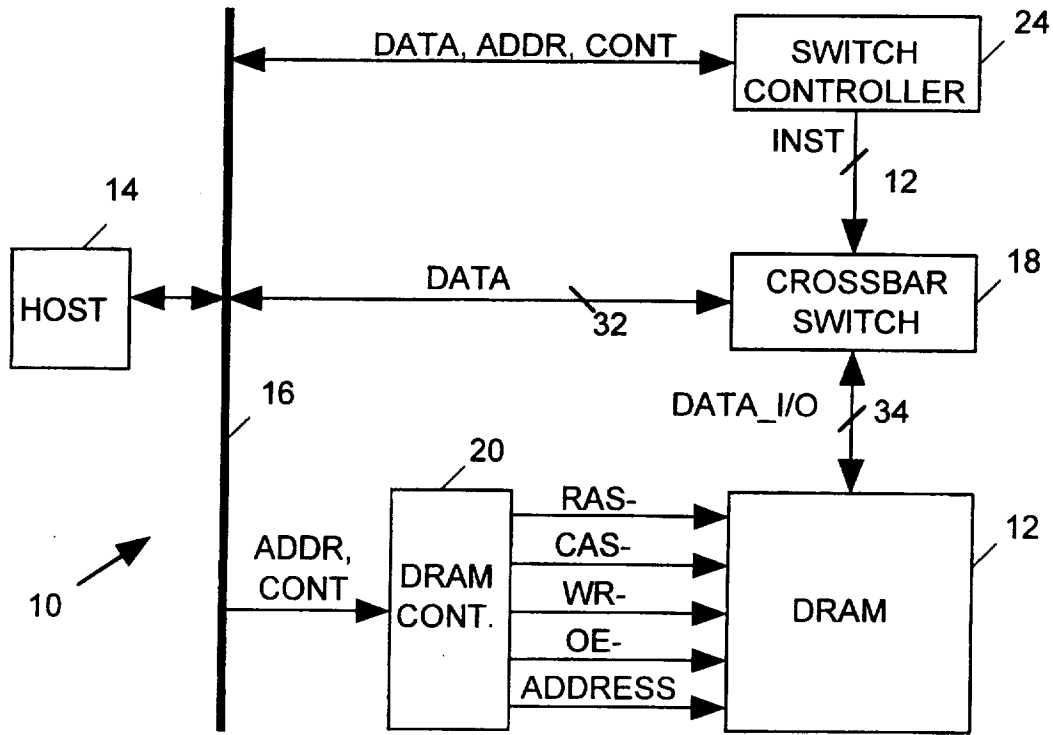 24
DATA, ADDR, CONT
SWITCH
CONTROLLER
INST
12
14
18
HOST
DATA
32
CROSSBAR
SWITCH
16
DATA_I/O
34
20
12
RAS-
ADDR,
CONT
CAS-
DRAM
CONT.
WR-
DRAM
10
OE-
ADDRESS